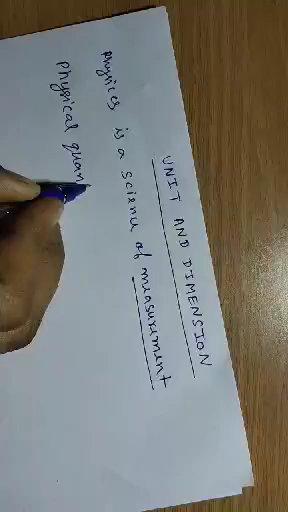 UNIT AND DIMENSION
Physics is a science of measurement
Physical quan